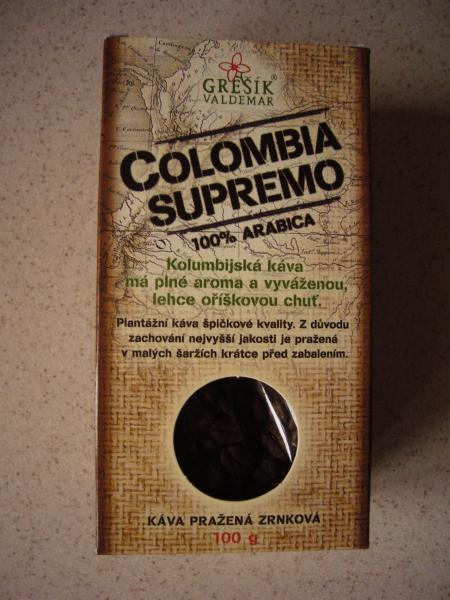 GREŠÍK®
VALDEMAR
COLOMBIA
SUPREMO
100% ARABICA
Kolumbijská káva
má plné aroma a vyváženou,
lehce oříškovou chuť.
Plantážní káva špičkové kvality. Z důvodu
zachování nejvyšší jakosti je pražená
v malých šaržích krátce před zabalením.
KÁVA PRAŽENÁ ZRNKOVÁ
100 g